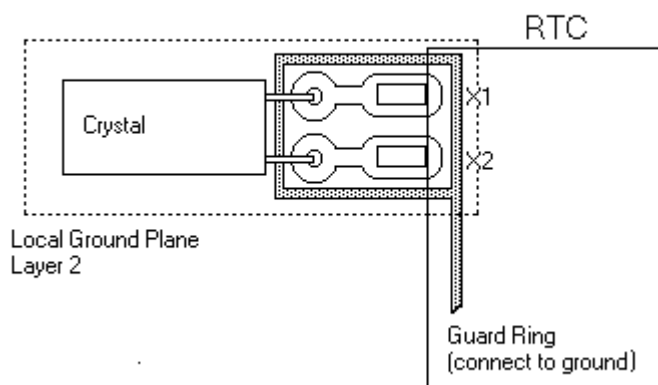 RTC
X1
Crystal
X2
Local Ground Plane
Layer 2
Guard Ring
(connect to ground)